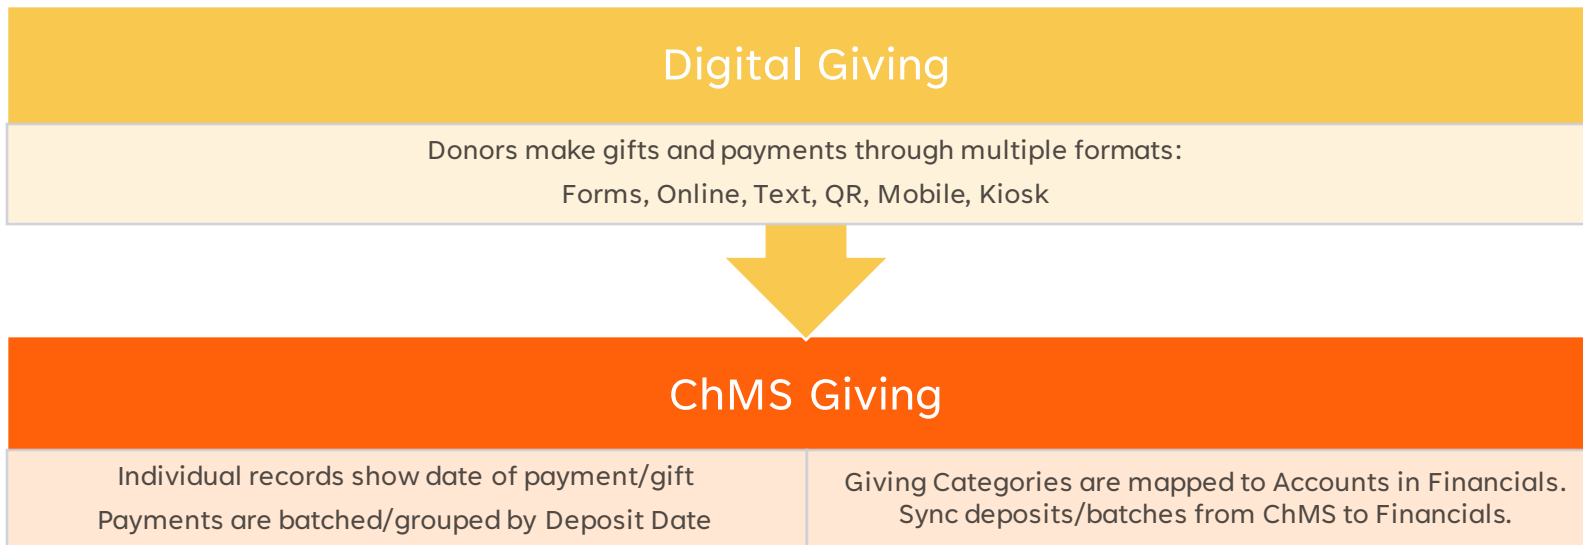 Digital Giving
Donors make gifts and payments through multiple formats:
Forms, Online, Text, QR, Mobile, Kiosk
ChMS Giving
Individual records show date of payment/gift
Payments are batched/grouped by Deposit Date
Giving Categories are mapped to Accounts in Financials.
Sync deposits/batches from ChMS to Financials.